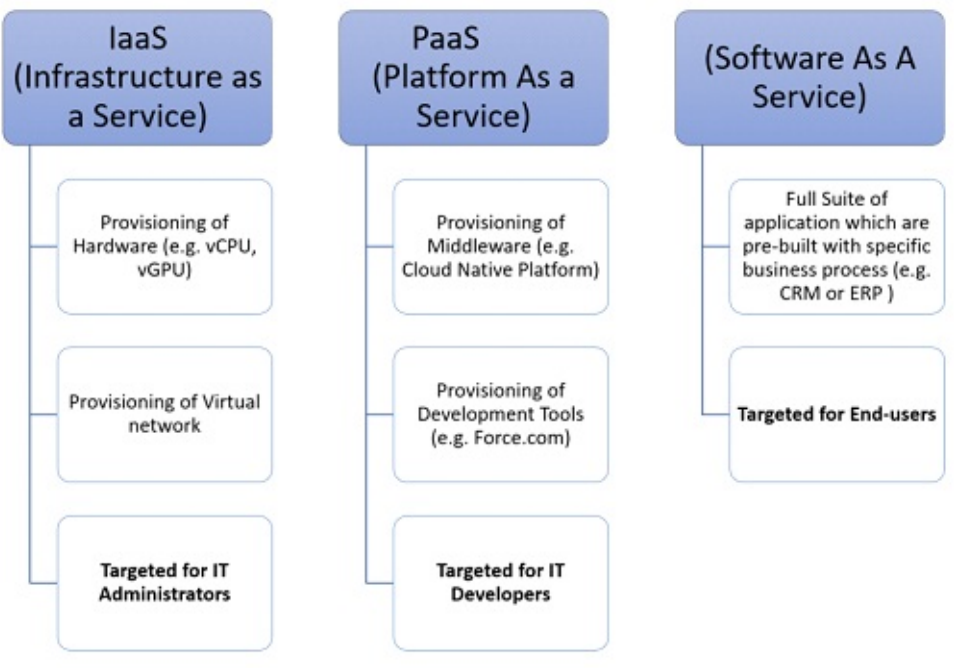 IaaS
(Infrastructure as
a Service)
Provisioning of
Hardware (e.g. vCPU,
vGPU)
Provisioning of Virtual
network
Targeted for IT
Administrators
PaaS
(Platform As a
Service)
Provisioning of
Middleware (e.g.
Cloud Native Platform)
Provisioning of
Development Tools
(e.g. Force.com)
Targeted for IT
Developers
(Software As A
Service)
Full Suite of
application which are
pre-built with specific
business process (e.g.
CRM or ERP )
Targeted for End-users